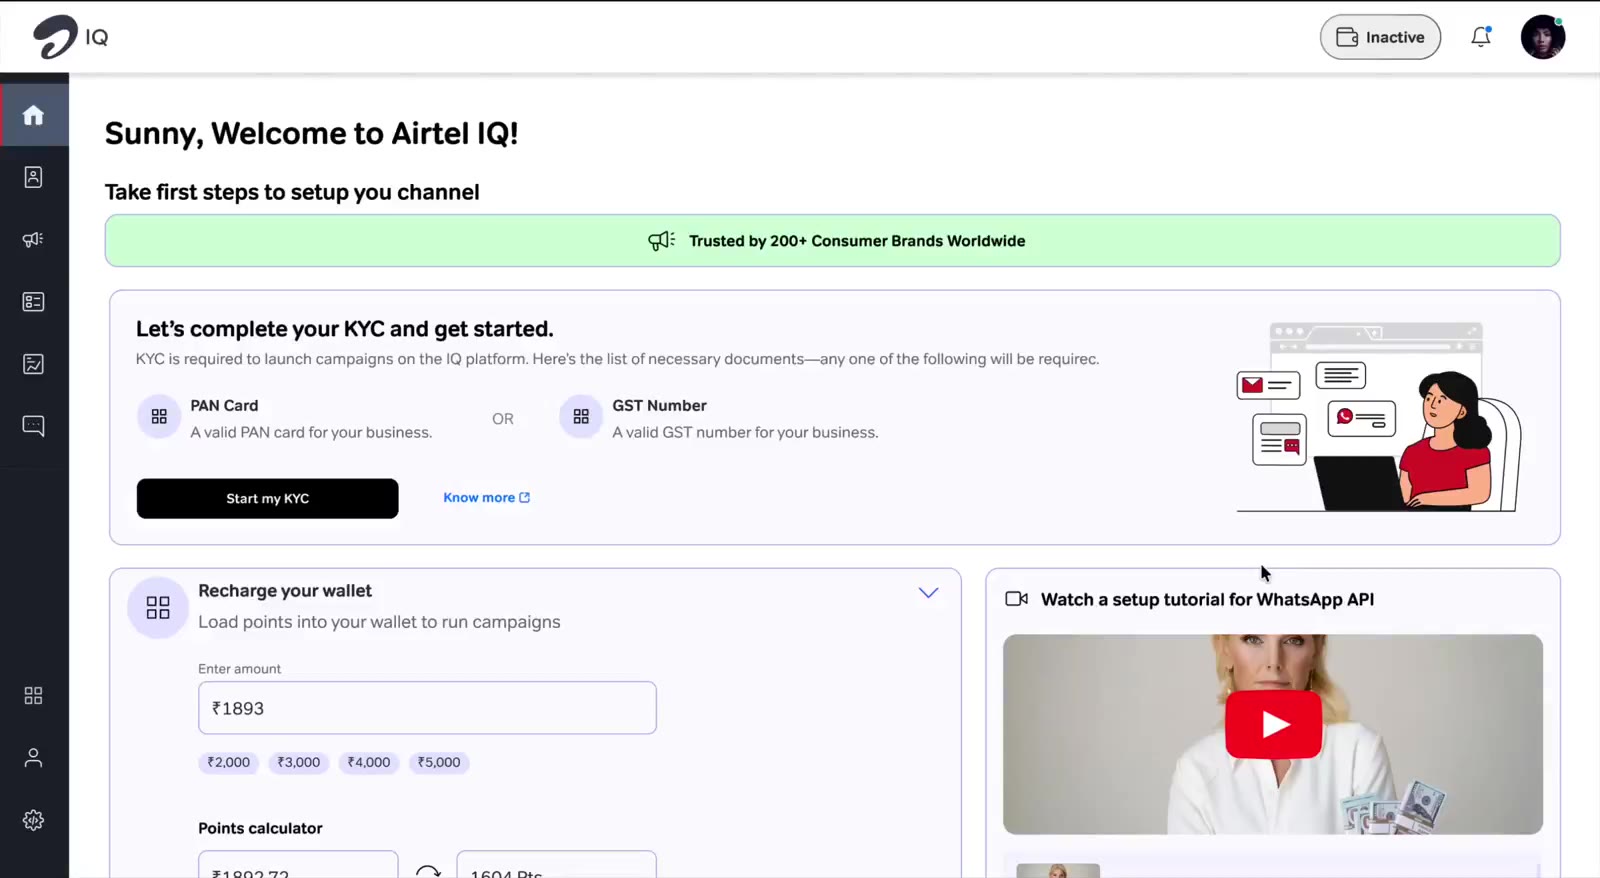 IQ
Inactive
Sunny, Welcome to Airtel IQ!
Take first steps to setup you channel
Trusted by 200+ Consumer Brands Worldwide
Let's complete your KYC and get started.
KYC is required to launch campaigns on the IQ platform. Here's the list of necessary documents—any one of the following will be requirec.
PAN Card
A valid PAN card for your business.
OR
GST Number
A valid GST number for your business.
Start my KYC
Know more
Recharge your wallet
Load points into your wallet to run campaigns
Enter amount
₹1893
₹2,000 ₹3,000 ₹4,000 ₹5,000
Points calculator
₹1892.72
1604 Pts
Watch a setup tutorial for WhatsApp API